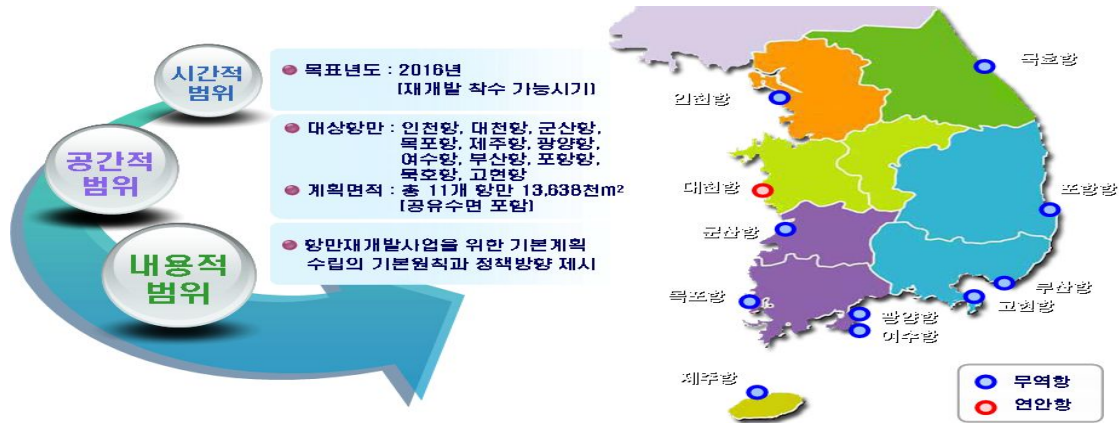 시간적
범위
목표년도 : 2016년
[재개발 착수 가능시기]
공간적
범위
대상항만 : 인천항, 대천항, 군산항,
목포항, 제주항, 광양항,
여수항, 부산항, 포항항,
묵호항, 고현항
계획면적 : 총 11개 항만 13,638천m²
[공유수면 포함]
내용적
범위
항만재개발사업을 위한 기본계획
수립의 기본원칙과 정책방향 제시
묵호항
인천항
대천항
포항항
군산항
부산항
고현항
목포항
광양항
여수항
제주항
무역항
연안항